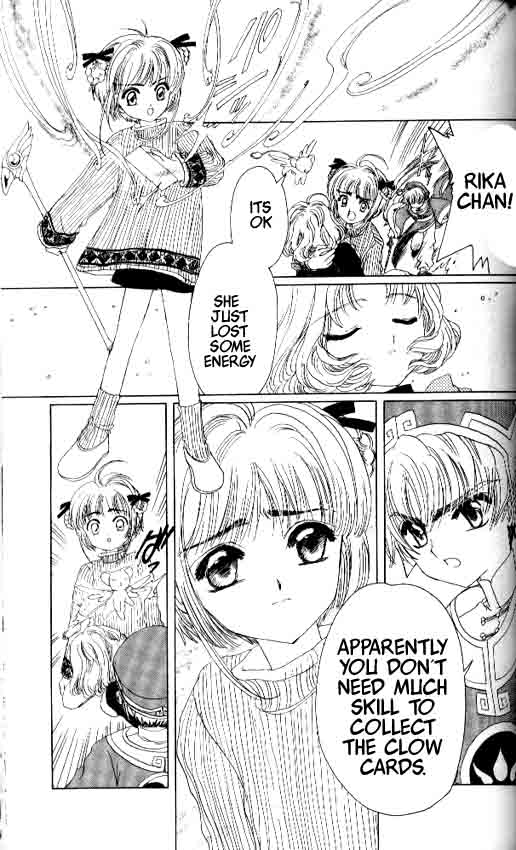 RIKA
CHAN!
ITS
OK
SHE
JUST
LOST
SOME
ENERGY
APPARENTLY
YOU DON'T
NEED MUCH
SKILL TO
COLLECT
THE CLOW
CARDS.